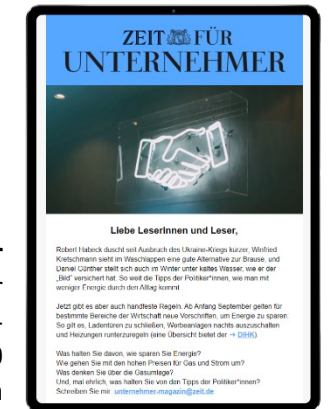 ZEIT FÜR
UNTERNEHMER
Liebe Leserinnen und Leser,
Robert Habeck duscht seit Ausbruch des Ukraine-Kriegs kürzer, Winfried
Kretschmann sieht im Waschlappen eine gute Alternative zur Brause, und
Daniel Günther stellt sich auch im Winter unter kaltes Wasser, wie er der
„Bild“ versichert hat. So weit die Tipps der Politiker*innen, wie man mit
weniger Energie durch den Alltag kommt
Jetzt gibt es aber auch handfeste Regeln. Ab Anfang September gelten für
bestimmte Bereiche der Wirtschaft neue Vorschriften, um Energie zu sparen:
So gilt es, Ladentüren zu schließen, Werbeanlagen nachts auszuschalten
und Heizungen runterzuregeln (eine Übersicht bietet der → DIHK).
Was halten Sie davon, wie sparen Sie Energie?
Wie gehen Sie mit den hohen Preisen für Gas und Strom um?
Was denken Sie über die Gasumlage?
Und, mal ehrlich, was halten Sie von den Tipps der Politiker*innen?
Schreiben Sie mir: unternehmer-magazin@zeit.de